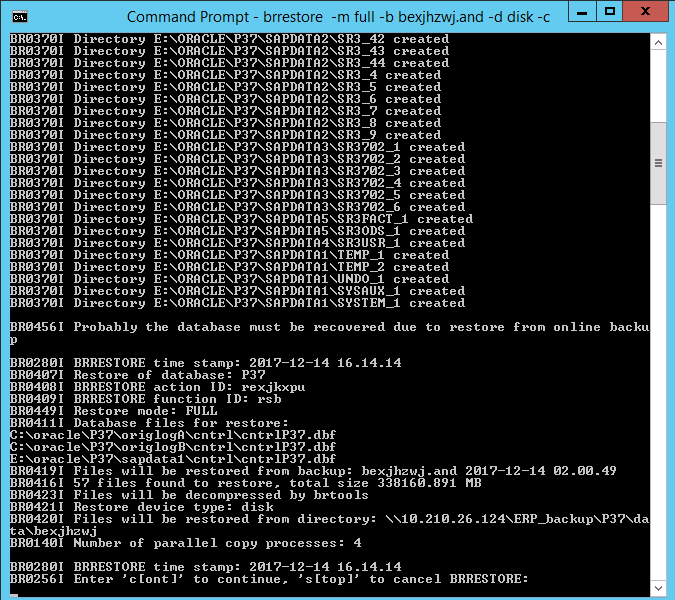 Command Prompt - brrestore -m full -b bexjhzwj.and -d disk -c
BR0370I Directory E:\ORACLE\P37\SAPDATA2\SR3_42 created
BR0370I Directory E:\ORACLE\P37\SAPDATA2\SR3_43 created
BR0370I Directory E:\ORACLE\P37\SAPDATA2\SR3_44 created
BR0370I Directory E:\ORACLE\P37\SAPDATA2\SR3_4 created
BR0370I Directory E:\ORACLE\P37\SAPDATA2\SR3_5 created
BR0370I Directory E:\ORACLE\P37\SAPDATA2\SR3_6 created
BR0370I Directory E:\ORACLE\P37\SAPDATA2\SR3_7 created
BR0370I Directory E:\ORACLE\P37\SAPDATA2\SR3_8 created
BR0370I Directory E:\ORACLE\P37\SAPDATA2\SR3_9 created
BR0370I Directory E:\ORACLE\P37\SAPDATA3\SR3702_1 created
BR0370I Directory E:\ORACLE\P37\SAPDATA3\SR3702_2 created
BR0370I Directory E:\ORACLE\P37\SAPDATA3\SR3702_3 created
BR0370I Directory E:\ORACLE\P37\SAPDATA3\SR3702_4 created
BR0370I Directory E:\ORACLE\P37\SAPDATA3\SR3702_5 created
BR0370I Directory E:\ORACLE\P37\SAPDATA3\SR3702_6 created
BR0370I Directory E:\ORACLE\P37\SAPDATA5\SR3FACT_1 created
BR0370I Directory E:\ORACLE\P37\SAPDATA5\SR3ODS_1 created
BR0370I Directory E:\ORACLE\P37\SAPDATA4\SR3USR_1 created
BR0370I Directory E:\ORACLE\P37\SAPDATA1\TEMP_1 created
BR0370I Directory E:\ORACLE\P37\SAPDATA1\TEMP_2 created
BR0370I Directory E:\ORACLE\P37\SAPDATA1\UNDO_1 created
BR0370I Directory E:\ORACLE\P37\SAPDATA1\SYSAUX_1 created
BR0370I Directory E:\ORACLE\P37\SAPDATA1\SYSTEM_1 created
BR0456I Probably the database must be recovered due to restore from online backu
p
BR0280I BRRESTORE time stamp: 2017-12-14 16.14.14
BR0407I Restore of database: P37
BR0408I BRRESTORE action ID: rexjkxpu
BR0409I BRRESTORE function ID: rsb
BR0449I Restore mode: FULL
BR0411I Database files for restore:
C:\oracle\P37\origlogA\cntrl\cntrlP37.dbf
C:\oracle\P37\origlogB\cntrl\cntrlP37.dbf
E:\oracle\P37\sapdata1\cntrl\cntrlP37.dbf
BR0419I Files will be restored from backup: bexjhzwj.and 2017-12-14 02.00.49
BR0416I 57 files found to restore, total size 338160.891 MB
BR0423I Files will be decompressed by brtools
BR0421I Restore device type: disk
BR0420I Files will be restored from directory: \\10.210.26.124\ERP_backup\P37\da
ta\bexjhzwj
BR0140I Number of parallel copy processes: 4
BR0280I BRRESTORE time stamp: 2017-12-14 16.14.14
BR0256I Enter 'c[ont]' to continue, 's[top]' to cancel BRRESTORE: